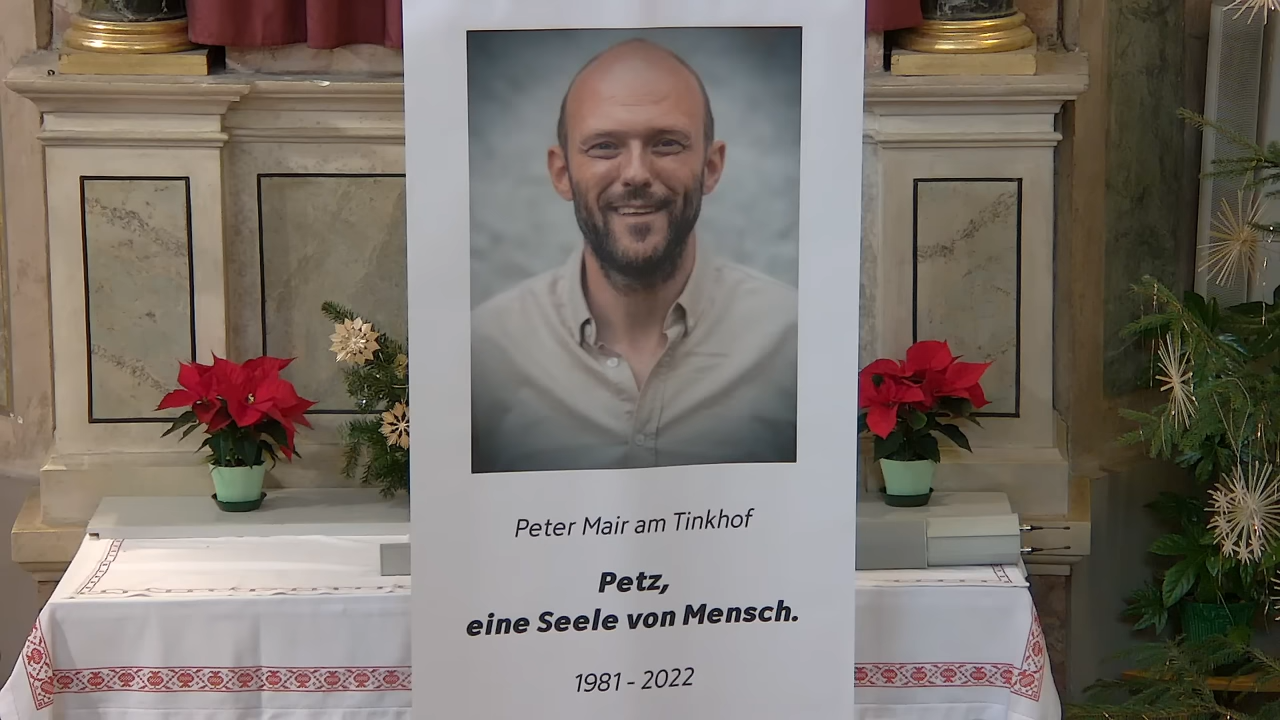 Peter Mair am Tinkhof
Petz,
eine Seele von Mensch.
1981 - 2022